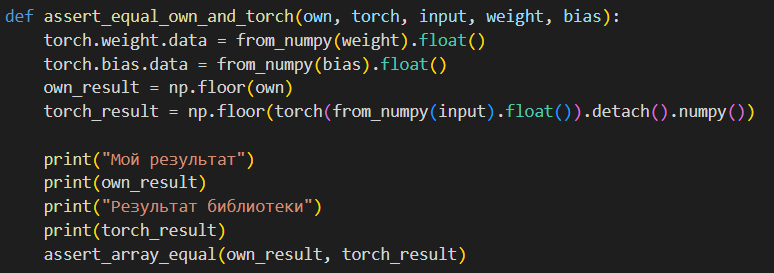 def assert_equal_own_and_torch(own, torch, input, weight, bias):
    torch.weight.data = from_numpy(weight).float()
    torch.bias.data = from_numpy(bias).float()
    own_result = np.floor(own)
    torch_result = np.floor(torch(from_numpy(input).float()).detach().numpy())

    print("Мой результат")
    print(own_result)
    print("Результат библиотеки")
    print(torch_result)
    assert_array_equal(own_result, torch_result)